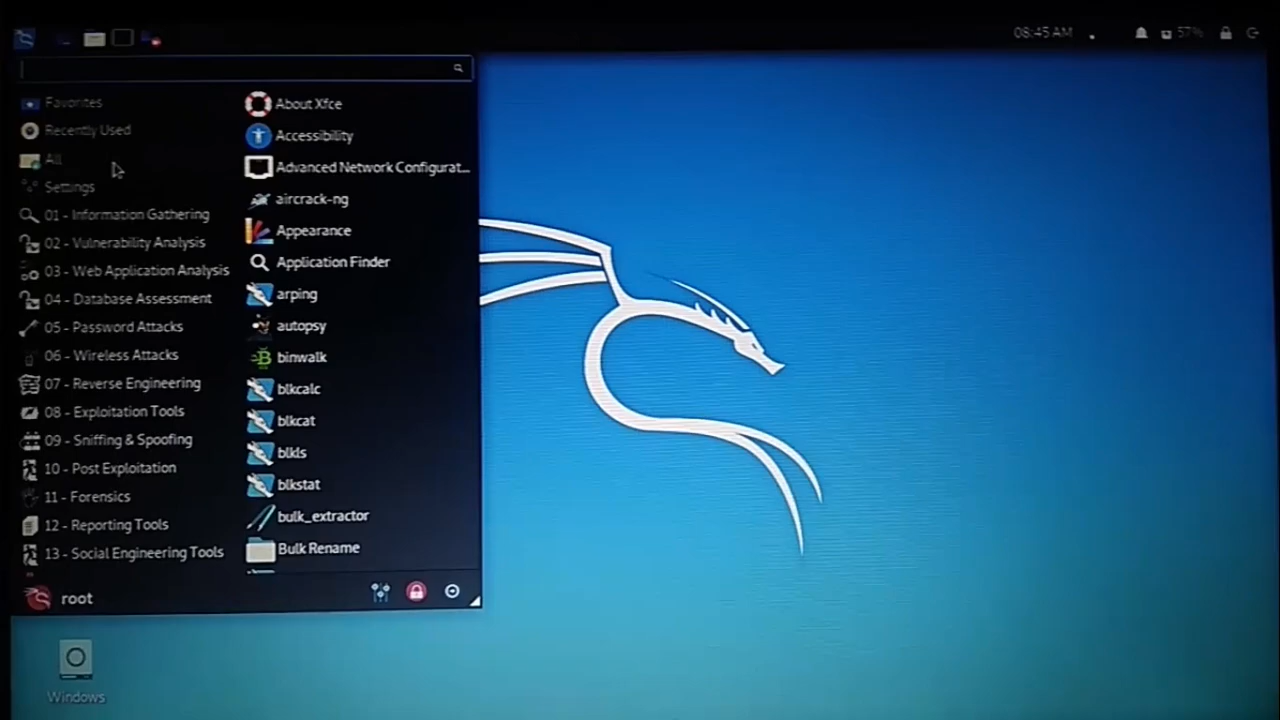 08:45 AM
57%
Favorites
Recently Used
All
Settings
01 - Information Gathering
02 - Vulnerability Analysis
03 - Web Application Analysis
04 - Database Assessment
05 - Password Attacks
06 - Wireless Attacks
07 - Reverse Engineering
08 - Exploitation Tools
09 - Sniffing & Spoofing
10 - Post Exploitation
11 - Forensics
12 - Reporting Tools
13 - Social Engineering Tools
About Xfce
Accessibility
Advanced Network Configurat...
aircrack-ng
Appearance
Application Finder
arping
autopsy
binwalk
blkcalc
blkcat
blkls
blkstat
bulk_extractor
Bulk Rename
root
Windows